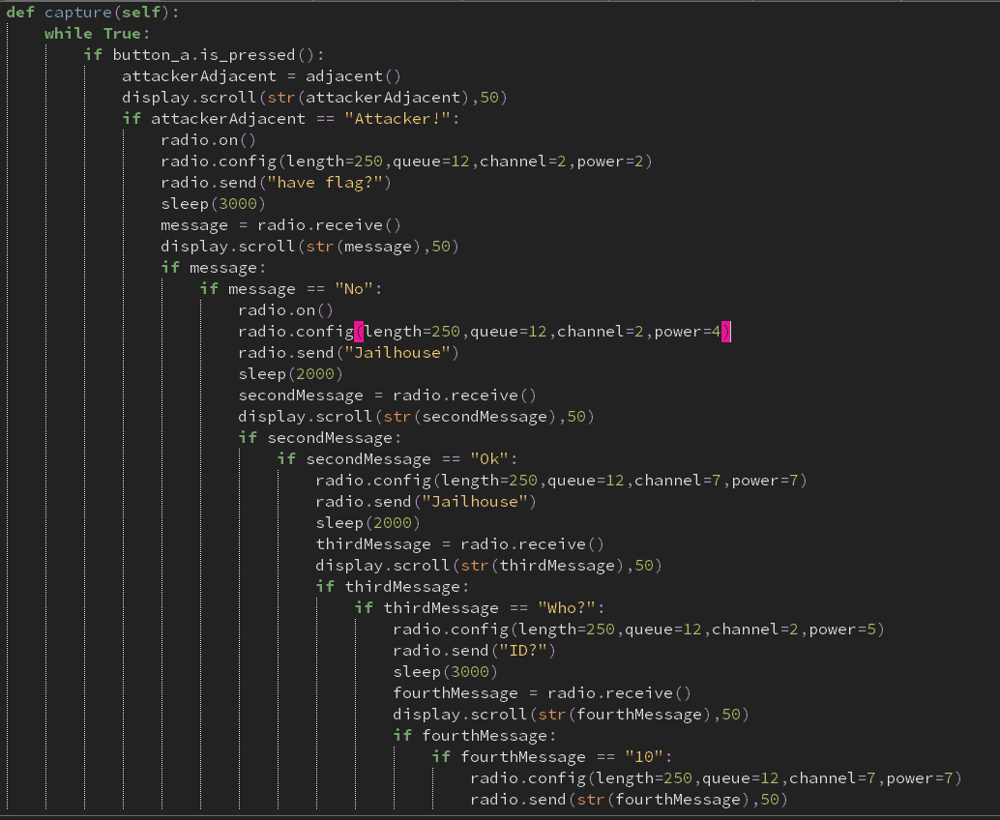 def capture(self):
while True:
if button_a.is_pressed():
attackerAdjacent = adjacent()
display.scroll(str(attackerAdjacent),50)
if attackerAdjacent == "Attacker!":
radio.on()
radio.config(length=250,queue=12,channel=2,power=2)
radio.send("have flag?")
sleep(3000)
message = radio.receive()
display.scroll(str(message),50)
if message:
if message == "No":
radio.on()
radio.config(length=250,queue=12,channel=2,power=4)
radio.send("Jailhouse")
sleep(2000)
secondMessage = radio.receive()
display.scroll(str(secondMessage),50)
if secondMessage:
if secondMessage == "Ok":
radio.config(length=250,queue=12,channel=7,power=7)
radio.send("Jailhouse")
sleep(2000)
thirdMessage = radio.receive()
display.scroll(str(thirdMessage),50)
if thirdMessage:
if thirdMessage == "Who?":
radio.config(length=250,queue=12,channel=2,power=5)
radio.send("ID?")
sleep(3000)
fourthMessage = radio.receive()
display.scroll(str(fourthMessage),50)
if fourthMessage:
if fourthMessage == "10":
radio.config(length=250,queue=12,channel=7,power=7)
radio.send(str(fourthMessage),50)